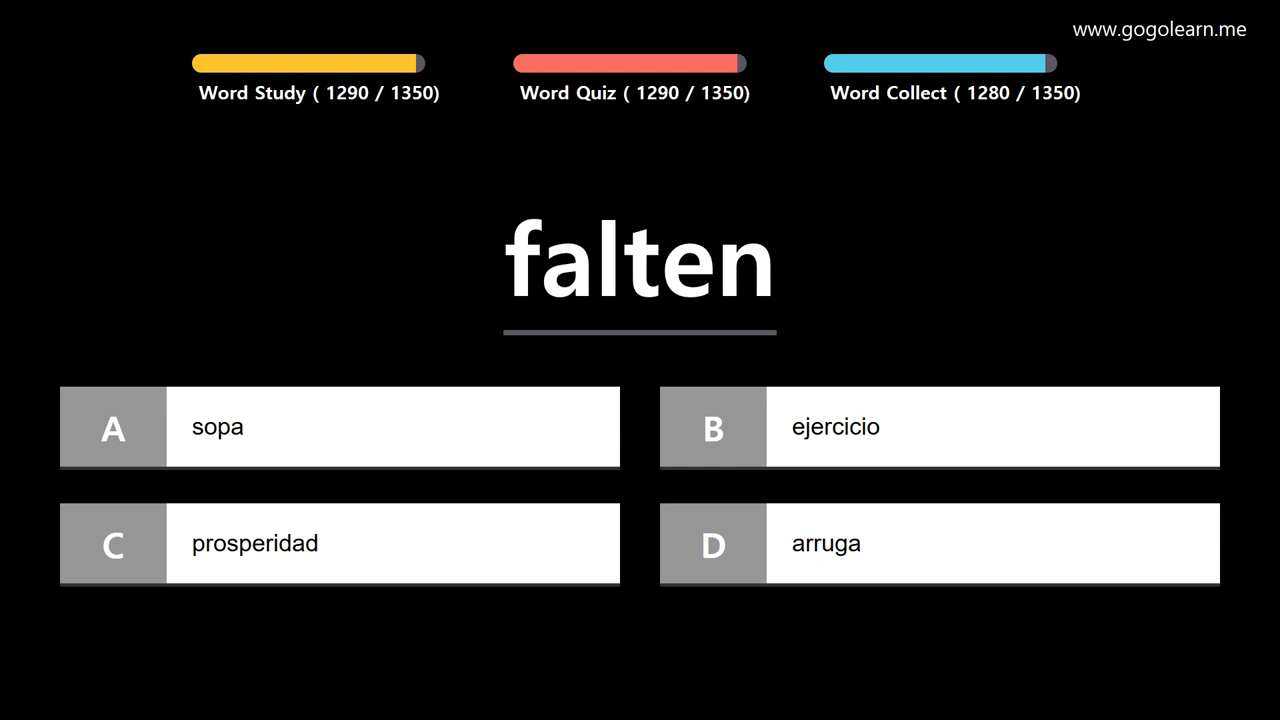 www.gogolearn.me
Word Study ( 1290 / 1350)
Word Quiz ( 1290 / 1350)
Word Collect ( 1280 / 1350)
falten
A sopa
B ejercicio
C prosperidad
D arruga